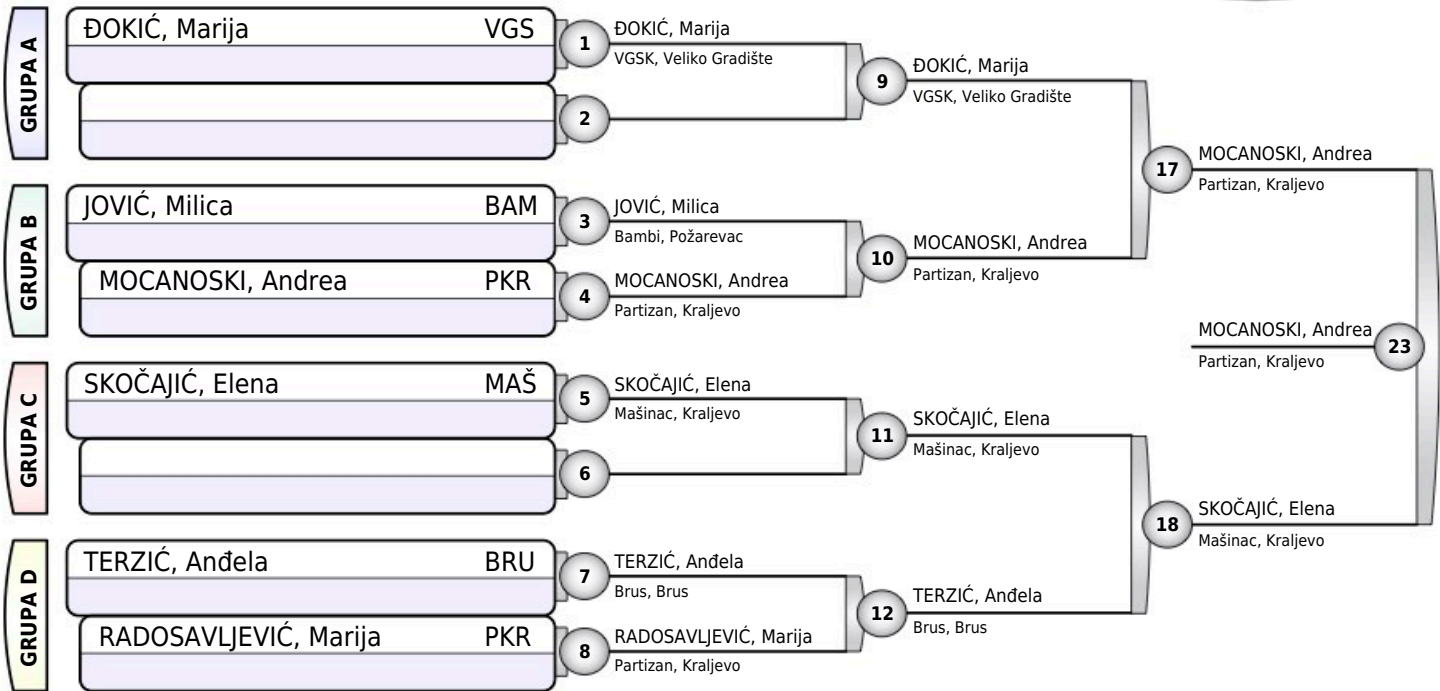 GRUPA A
ĐOKIĆ, Marija VGS
1
2
ĐOKIĆ, Marija
VGSK, Veliko Gradište
9
ĐOKIĆ, Marija
VGSK, Veliko Gradište
GRUPA B
JOVIĆ, Milica BAM
MOCANOSKI, Andrea PKR
3
JOVIĆ, Milica
Bambi, Požarevac
4
MOCANOSKI, Andrea
Partizan, Kraljevo
10
MOCANOSKI, Andrea
Partizan, Kraljevo
17
MOCANOSKI, Andrea
Partizan, Kraljevo
MOCANOSKI, Andrea
Partizan, Kraljevo
23
GRUPA C
SKOČAJIĆ, Elena MAŠ
5
SKOČAJIĆ, Elena
Mašinac, Kraljevo
6
11
SKOČAJIĆ, Elena
Mašinac, Kraljevo
18
SKOČAJIĆ, Elena
Mašinac, Kraljevo
GRUPA D
TERZIĆ, Anđela BRU
RADOSAVLJEVIĆ, Marija PKR
7
TERZIĆ, Anđela
Brus, Brus
8
RADOSAVLJEVIĆ, Marija
Partizan, Kraljevo
12
TERZIĆ, Anđela
Brus, Brus